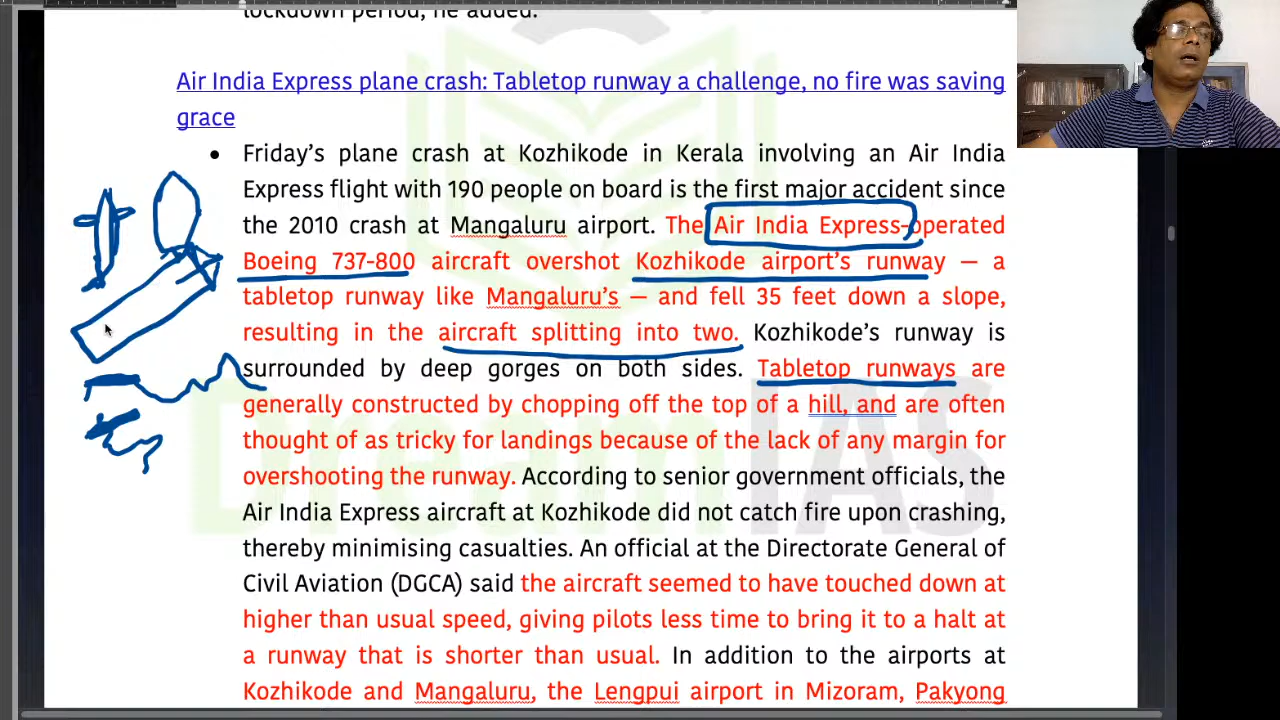 lockdown period, he added.
Air India Express plane crash: Tabletop runway a challenge, no fire was saving
grace
• Friday's plane crash at Kozhikode in Kerala involving an Air India
Express flight with 190 people on board is the first major accident since
the 2010 crash at Mangaluru airport. The Air India Express-operated
Boeing 737-800 aircraft overshot Kozhikode airport's runway — a
tabletop runway like Mangaluru's — and fell 35 feet down a slope,
resulting in the aircraft splitting into two. Kozhikode's runway is
surrounded by deep gorges on both sides. Tabletop runways are
generally constructed by chopping off the top of a hill, and are often
thought of as tricky for landings because of the lack of any margin for
overshooting the runway. According to senior government officials, the
Air India Express aircraft at Kozhikode did not catch fire upon crashing,
thereby minimising casualties. An official at the Directorate General of
Civil Aviation (DGCA) said the aircraft seemed to have touched down at
higher than usual speed, giving pilots less time to bring it to a halt at
a runway that is shorter than usual. In addition to the airports at
Kozhikode and Mangaluru, the Lengpui airport in Mizoram, Pakyong
Dream IAS